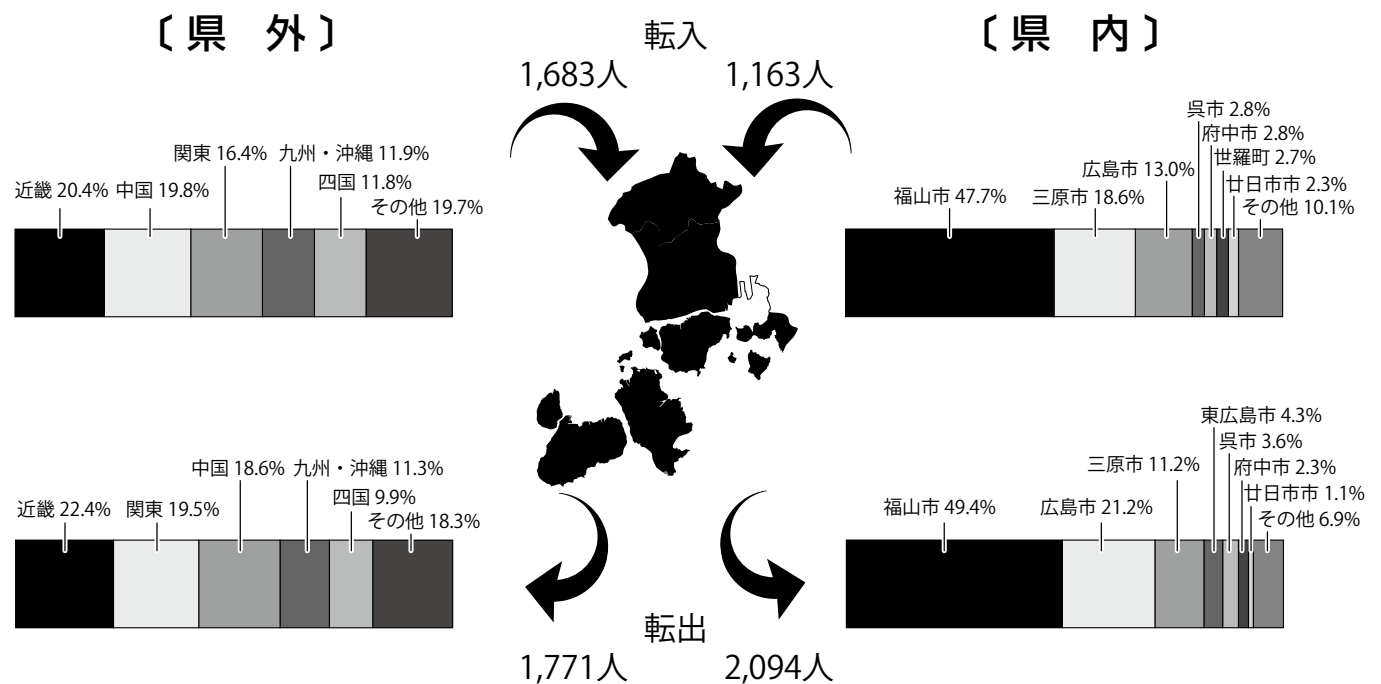 〔 県 外 〕
転入
〔 県 内 〕
1,683人
1,163人
近畿 20.4%
中国 19.8%
関東 16.4%
九州・沖縄 11.9%
四国 11.8%
その他 19.7%
福山市 47.7%
三原市 18.6%
広島市 13.0%
呉市 2.8%
府中市 2.8%
世羅町 2.7%
廿日市市 2.3%
その他 10.1%
近畿 22.4%
関東 19.5%
中国 18.6%
九州・沖縄 11.3%
四国 9.9%
その他 18.3%
福山市 49.4%
広島市 21.2%
三原市 11.2%
東広島市 4.3%
呉市 3.6%
府中市 2.3%
廿日市市 1.1%
その他 6.9%
転出
1,771人
2,094人